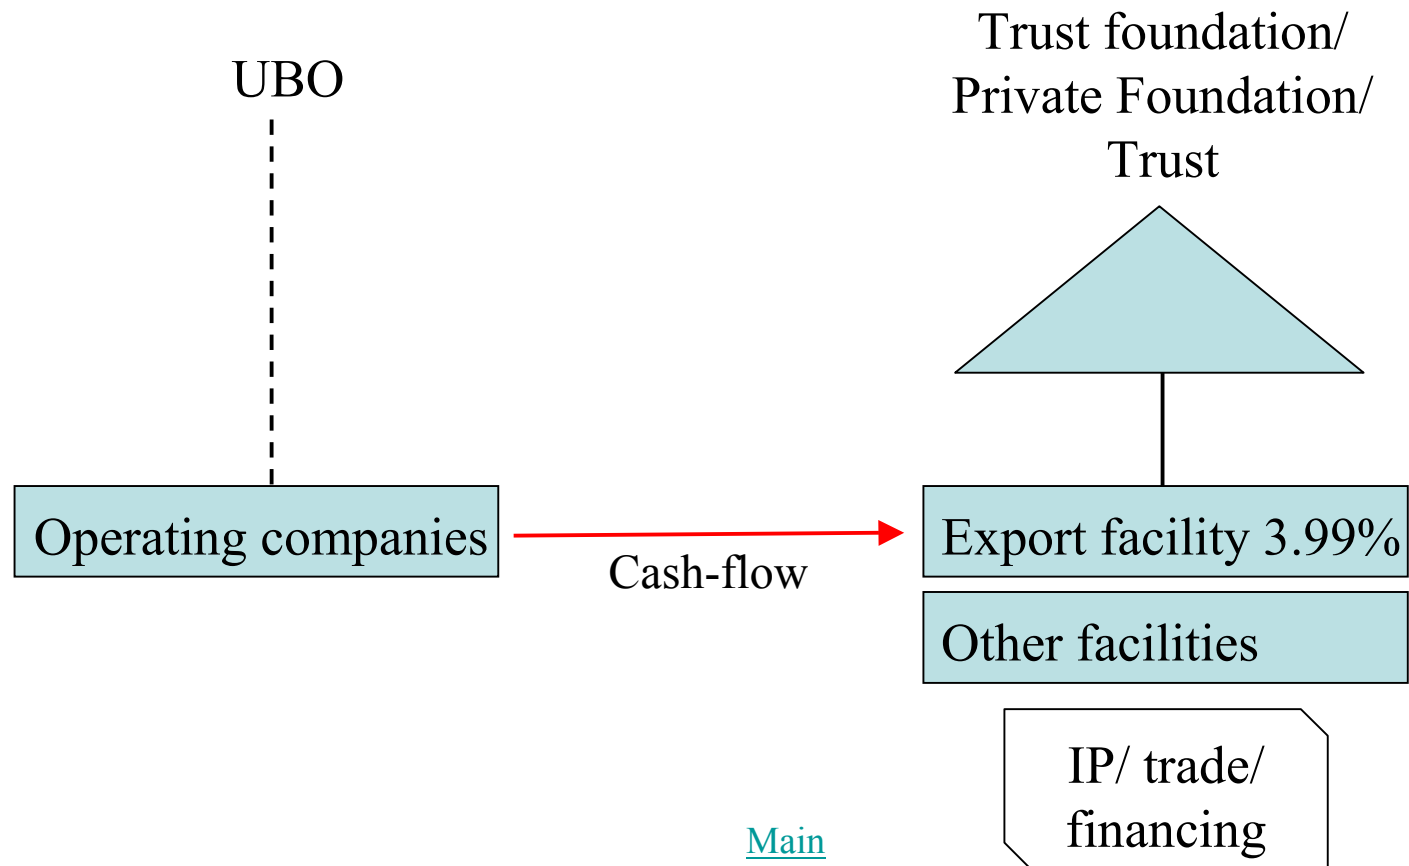 UBO
Trust foundation/
Private Foundation/
Trust
Operating companies
Cash-flow
Export facility 3.99%
Other facilities
IP/ trade/
financing
Main